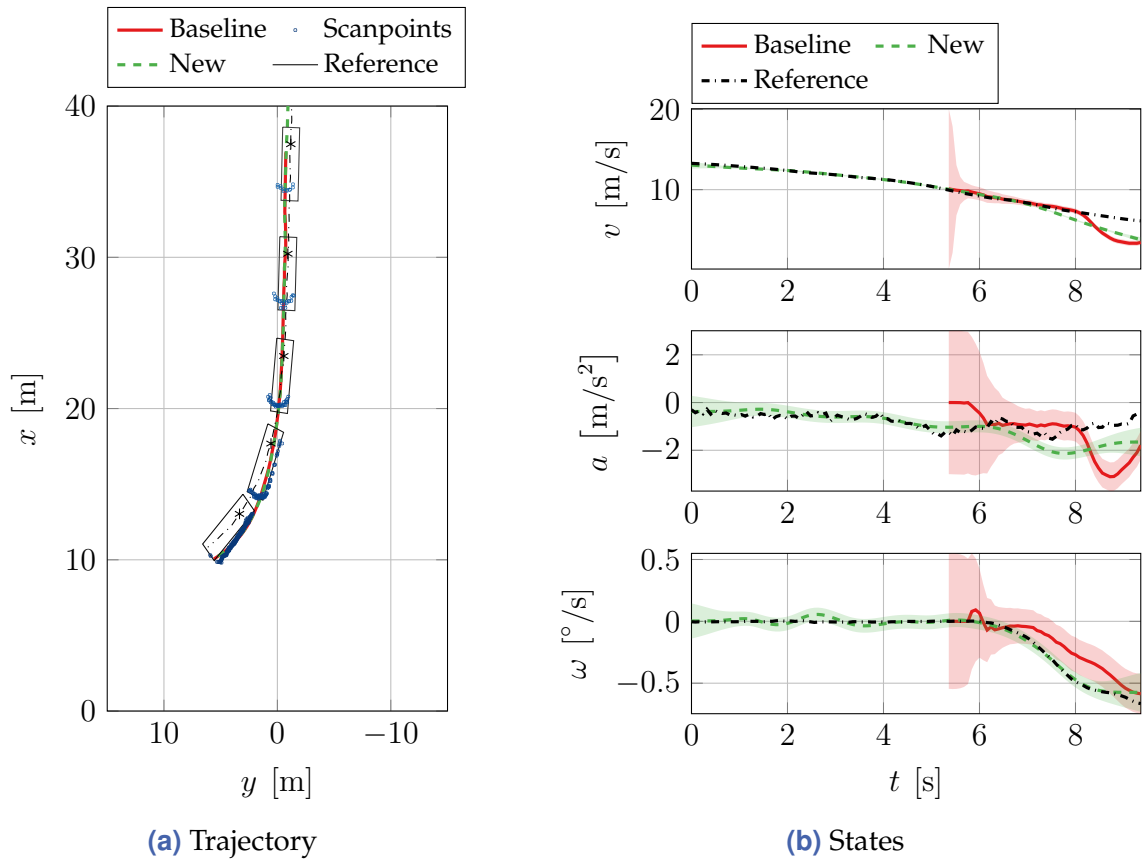 Baseline Scanpoints
New Reference
40
30
20
10
0
10 0 −10
x [m]
y [m]
(a) Trajectory
Baseline New
Reference
20
10
0 2 4 6 8
v [m/s]
2
0
−2
0 2 4 6 8
a [m/s²]
0.5
0
−0.5
0 2 4 6 8
ω [°/s]
t [s]
(b) States